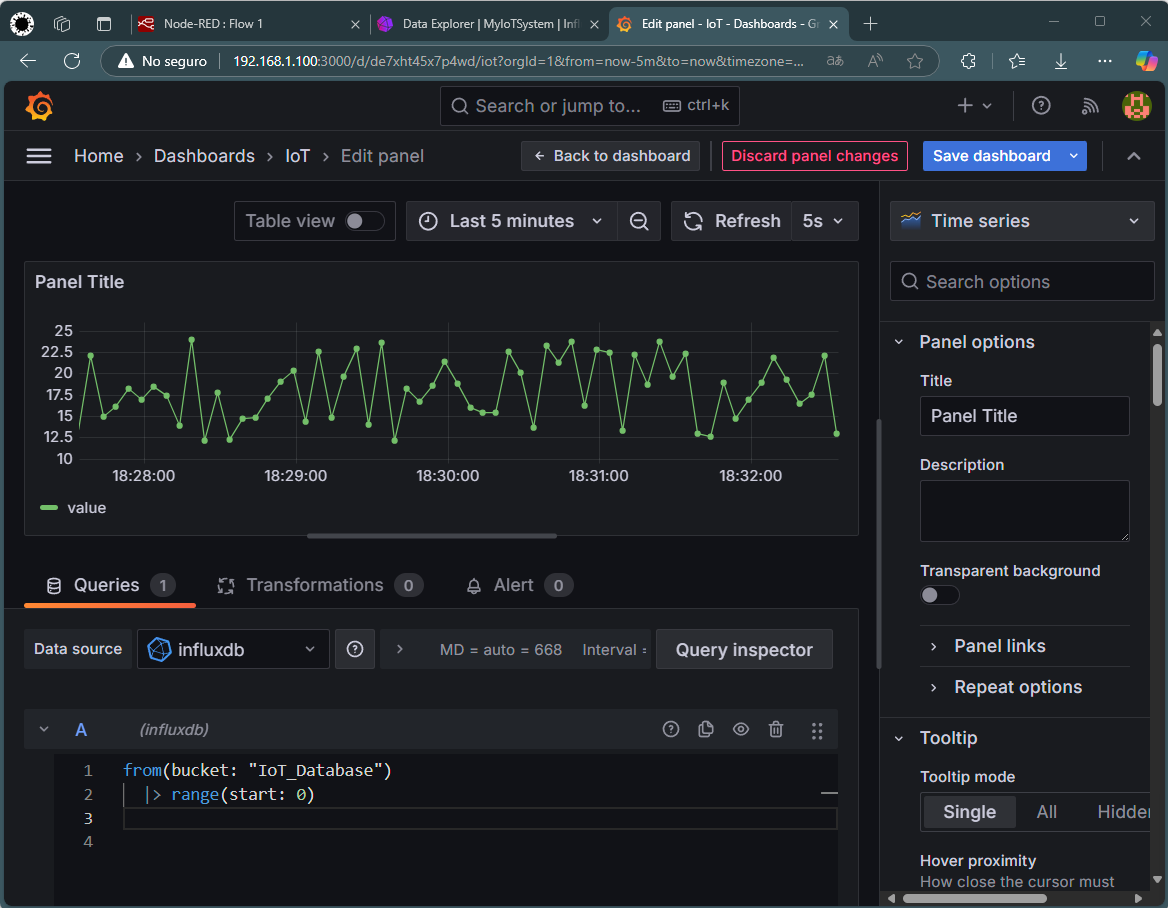 Node-RED : Flow 1
Data Explorer | MyIoTSystem | Infl
Edit panel - IoT - Dashboards - Gr
No seguro
192.168.1.100:3000/d/de7xht45x7p4wd/iot?orgId=1&from=now-5m&to=now&timezone=...
Search or jump to...
ctrl+k
Home › Dashboards › IoT › Edit panel
Back to dashboard
Discard panel changes
Save dashboard
Table view
Last 5 minutes
Refresh
5s
Time series
Panel Title
Search options
25
22.5
20
17.5
15
12.5
10
18:28:00
18:29:00
18:30:00
18:31:00
18:32:00
value
Panel options
Title
Panel Title
Description
Transparent background
Panel links
Repeat options
Queries 1
Transformations 0
Alert 0
Data source
influxdb
MD = auto = 668
Interval =
Query inspector
A
(influxdb)
1 from(bucket: "IoT_Database")
2 |> range(start: 0)
3
4
Tooltip
Tooltip mode
Single
All
Hidden
Hover proximity
How close the cursor must